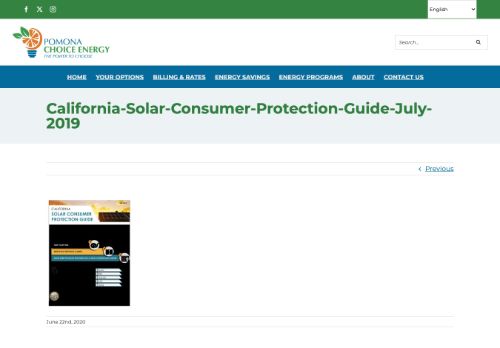 English
POMONA
CHOICE ENERGY
THE POWER TO CHOOSE
Search...
HOME YOUR OPTIONS BILLING & RATES ENERGY SAVINGS ENERGY PROGRAMS ABOUT CONTACT US
California-Solar-Consumer-Protection-Guide-July-
2019
Previous
CALIFORNIA
SOLAR CONSUMER
PROTECTION GUIDE
June 22nd, 2020